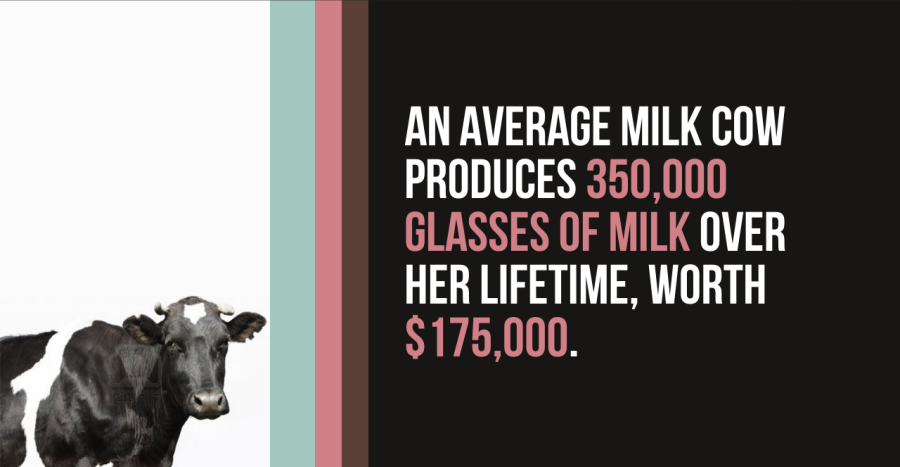 AN AVERAGE MILK COW
PRODUCES 350,000
GLASSES OF MILK OVER
HER LIFETIME, WORTH
$175,000.